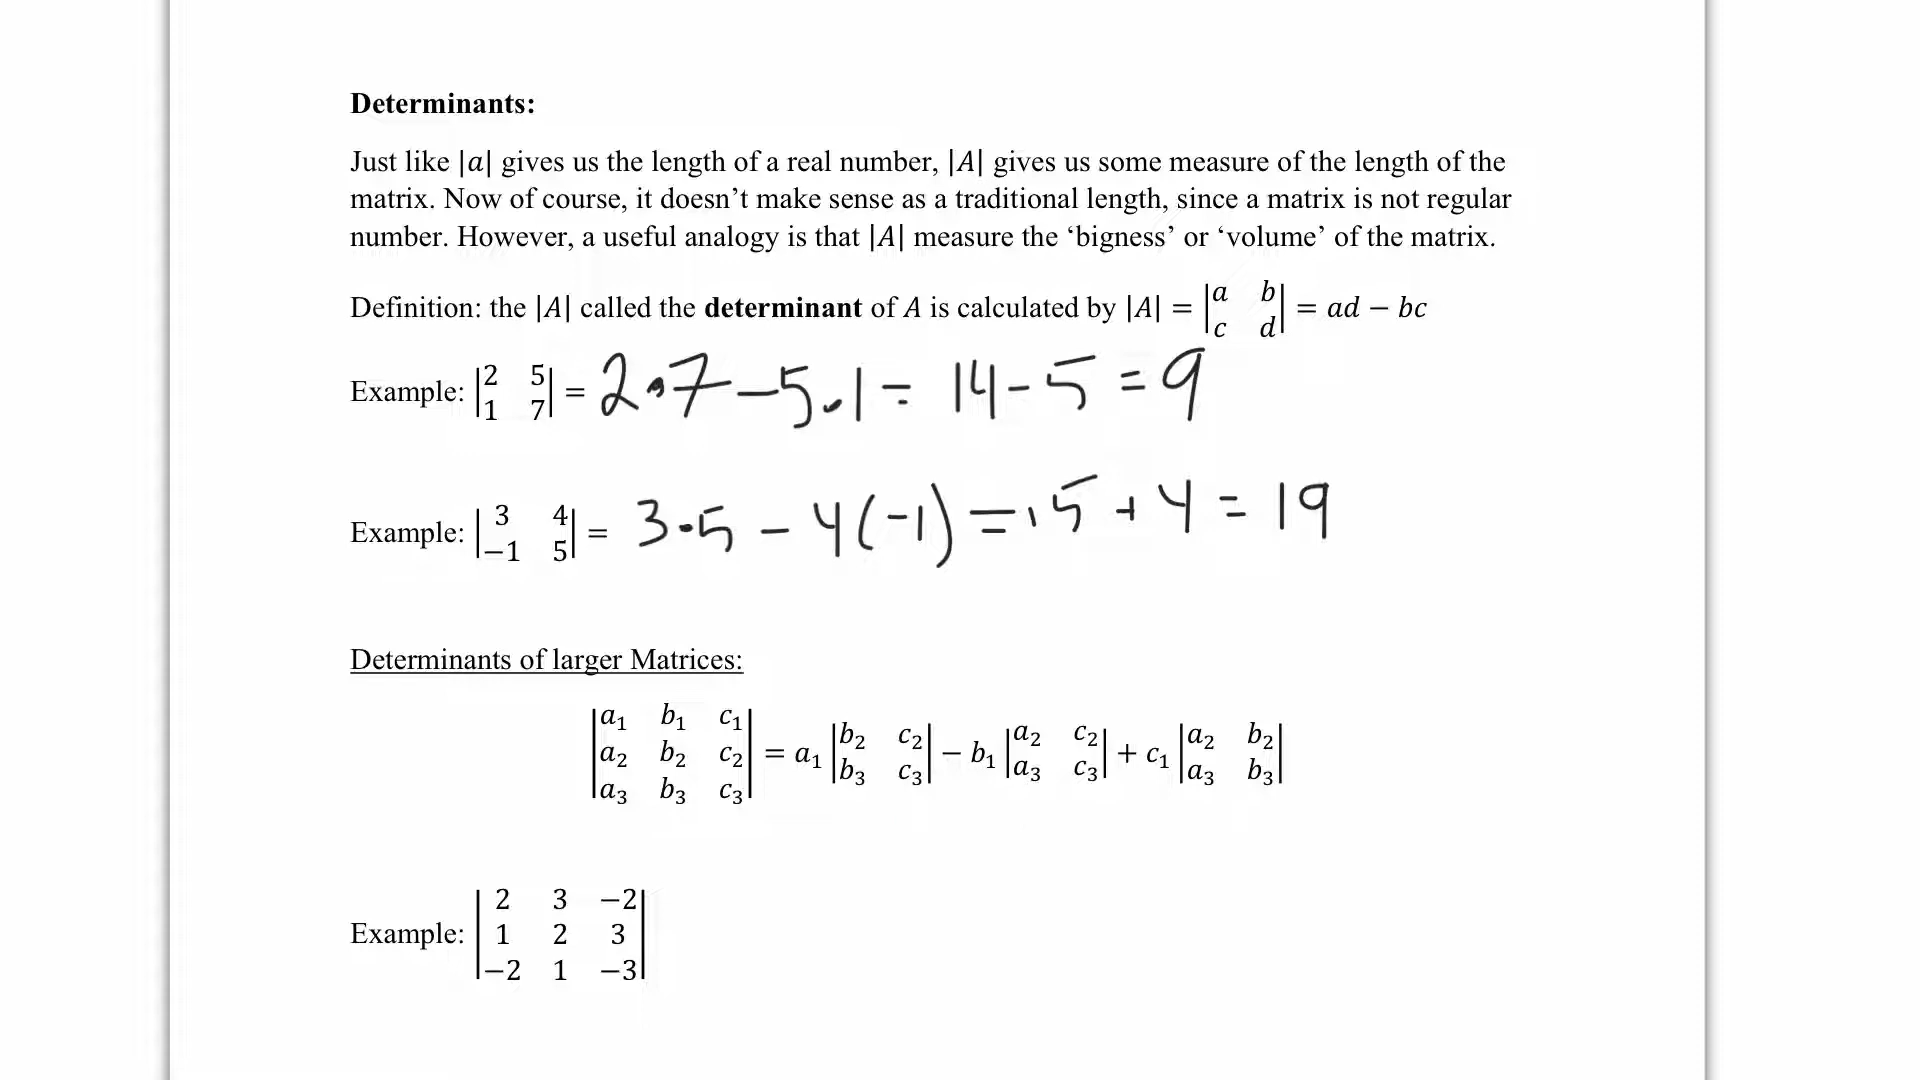 Determinants:
Just like |a| gives us the length of a real number, |A| gives us some measure of the length of the
matrix. Now of course, it doesn’t make sense as a traditional length, since a matrix is not regular
number. However, a useful analogy is that |A| measure the ‘bigness’ or ‘volume’ of the matrix.
Definition: the |A| called the determinant of A is calculated by |A| = |a b; c d| = ad − bc
Example: |2 5; 1 7| = 2·7 − 5·1 = 14 − 5 = 9
Example: |3 4; −1 5| = 3·5 − 4(−1) = 15 + 4 = 19
Determinants of larger Matrices:
|a₁ b₁ c₁; a₂ b₂ c₂; a₃ b₃ c₃| = a₁ |b₂ c₂; b₃ c₃| − b₁ |a₂ c₂; a₃ c₃| + c₁ |a₂ b₂; a₃ b₃|
Example: |2 3 −2; 1 2 3; −2 1 −3|